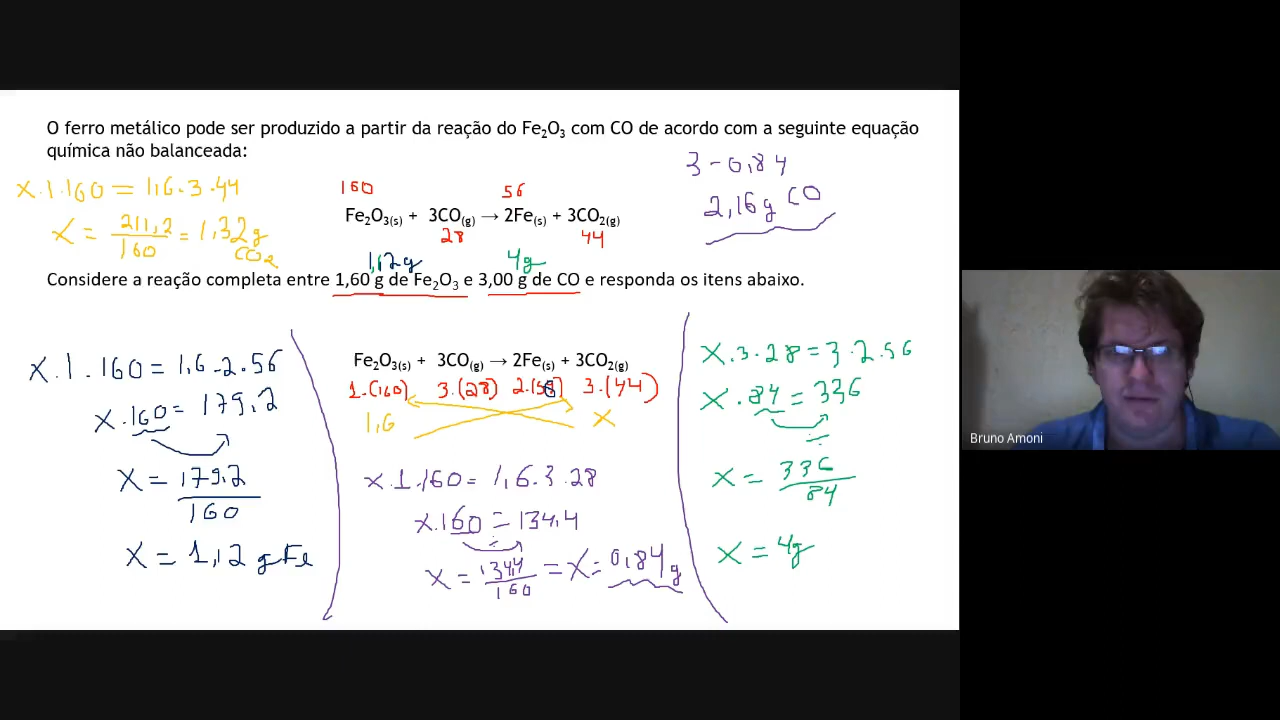 O ferro metálico pode ser produzido a partir da reação do Fe₂O₃ com CO de acordo com a seguinte equação
química não balanceada:
3 - 0,84
2,16g CO
x.1.160 = 1,6.3.44
x = 211,2/160 = 1,32g
CO₂
160
56
Fe₂O₃(s) + 3CO(g) → 2Fe(s) + 3CO₂(g)
28
44
1,12g
4g
Considere a reação completa entre 1,60 g de Fe₂O₃ e 3,00 g de CO e responda os itens abaixo.
x.1.160 = 1,6.2.56
x.160 = 179,2
x = 179,2/160
x = 1,12 g Fe
Fe₂O₃(s) + 3CO(g) → 2Fe(s) + 3CO₂(g)
1.(160) 3.(28) 2.(56) 3.(44)
1,6 x
x.1.160 = 1,6.3.28
x.160 = 134,4
÷
x = 134,4/160 = x = 0,84g
x.3.28 = 3.2.56
x.84 = 336
÷
x = 336/84
x = 4g
Bruno Amoni